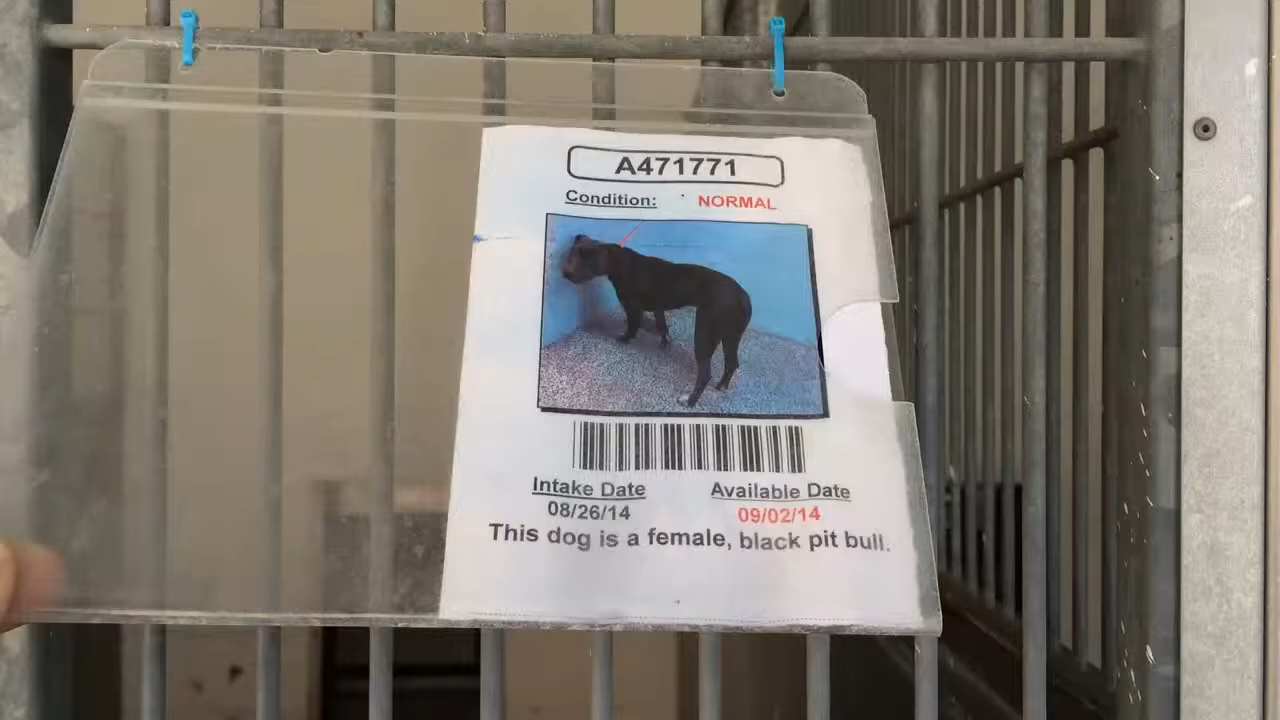 A471771
Condition: NORMAL
Intake Date Available Date
08/26/14 09/02/14
This dog is a female, black pit bull.